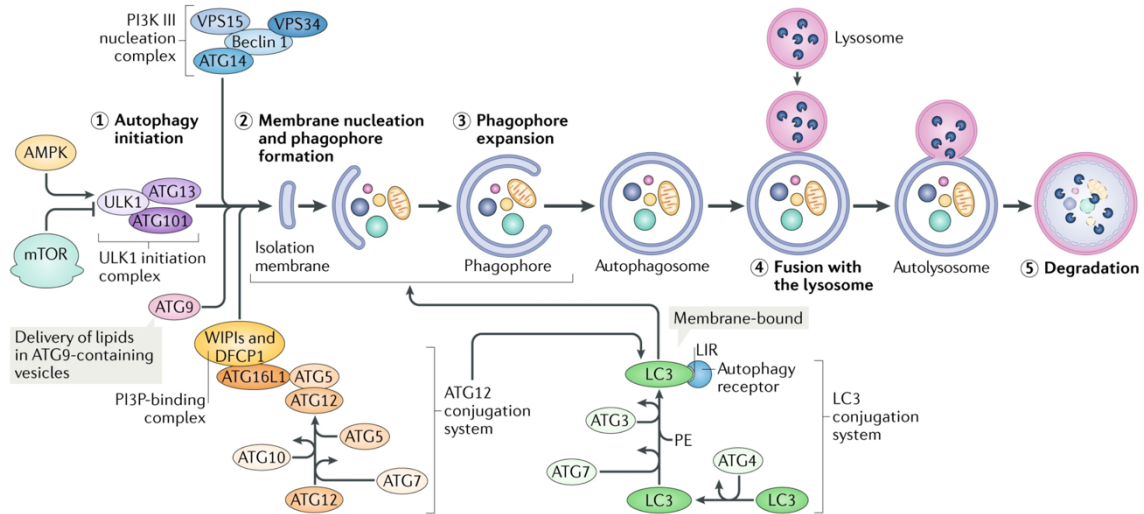 PI3K III
nucleation
complex
VPS15
VPS34
Beclin 1
ATG14
Lysosome
① Autophagy
initiation
② Membrane nucleation
and phagophore
formation
③ Phagophore
expansion
AMPK
ULK1
ATG13
ATG101
mTOR
ULK1 initiation
complex
Isolation
membrane
Phagophore
Autophagosome
④ Fusion with
the lysosome
Autolysosome
⑤ Degradation
ATG9
Delivery of lipids
in ATG9-containing
vesicles
WIPIs and
DFCP1
ATG16L1
ATG5
ATG12
PI3P-binding
complex
ATG5
ATG10
ATG7
ATG12
ATG12
conjugation
system
Membrane-bound
LIR
LC3
Autophagy
receptor
ATG3
PE
ATG7
ATG4
LC3
LC3
LC3
conjugation
system